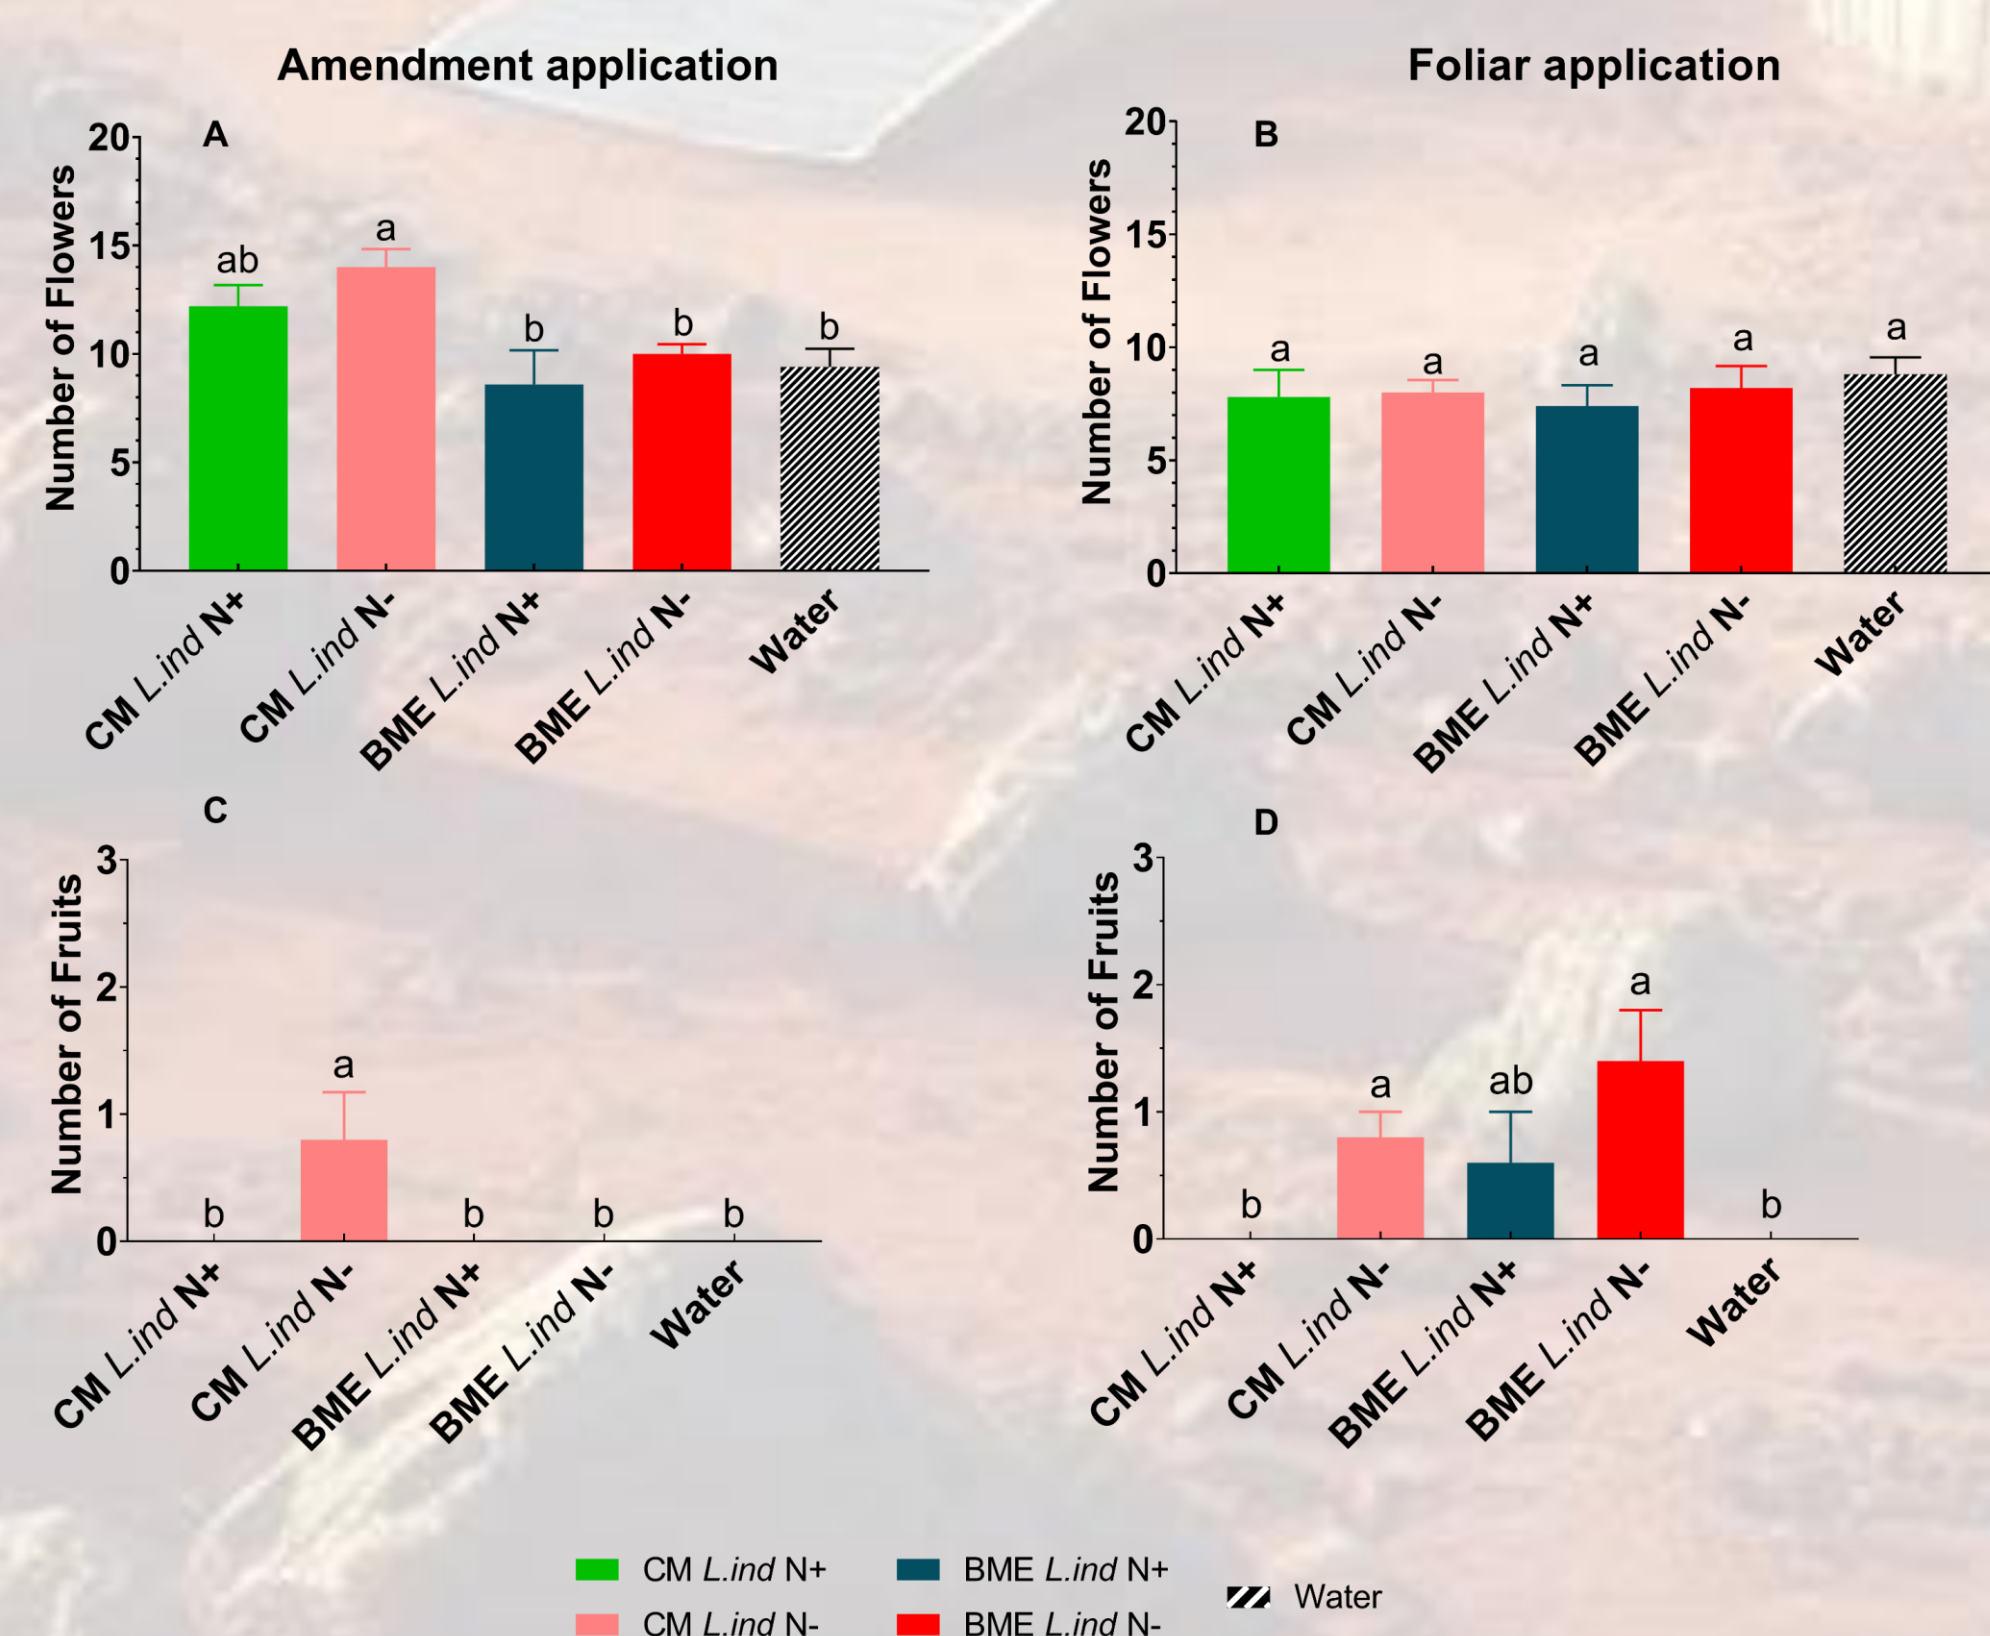 Amendment application
Foliar application
A
Number of Flowers
20
15
10
5
0
ab
a
b
b
b
CM L.ind N+
CM L.ind N-
BME L.ind N+
BME L.ind N-
Water
B
Number of Flowers
20
15
10
5
0
a
a
a
a
a
CM L.ind N+
CM L.ind N-
BME L.ind N+
BME L.ind N-
Water
C
Number of Fruits
3
2
1
0
b
a
b
b
b
CM L.ind N+
CM L.ind N-
BME L.ind N+
BME L.ind N-
Water
D
Number of Fruits
3
2
1
0
b
a
ab
a
b
CM L.ind N+
CM L.ind N-
BME L.ind N+
BME L.ind N-
Water
CM L.ind N+
CM L.ind N-
BME L.ind N+
BME L.ind N-
Water